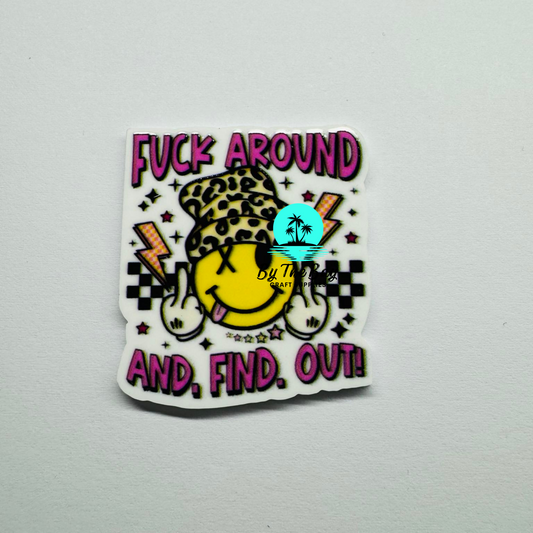 FUCK AROUND
By The Bay
CRAFT SUPPLIES
AND. FIND. OUT!